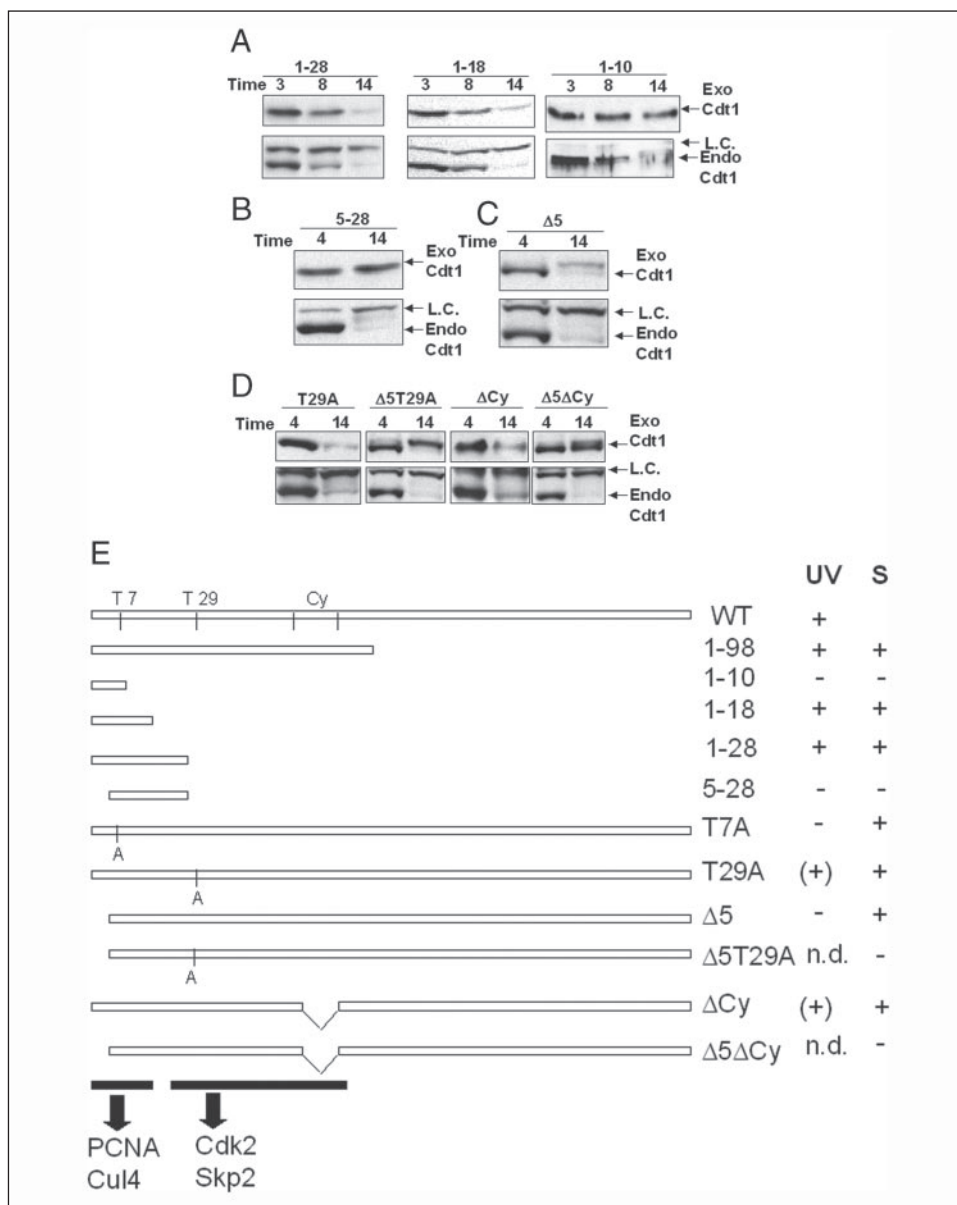 A
1-28 1-18 1-10
Time 3 8 14 3 8 14 3 8 14 Exo
Cdt1
L.C.
Endo
Cdt1
B C
5-28 Δ5
Time 4 14 Time 4 14
Exo Exo
Cdt1 Cdt1
L.C. L.C.
Endo Endo
Cdt1 Cdt1
D
T29A Δ5T29A ΔCy Δ5ΔCy
Time 4 14 4 14 4 14 4 14 Exo
Cdt1
L.C.
Endo
Cdt1
E
UV S
T 7 T 29 Cy
WT +
1-98 + +
1-10 - -
1-18 + +
1-28 + +
5-28 - -
T7A - +
A
T29A (+) +
A
Δ5 - +
Δ5T29A n.d. -
A
ΔCy (+) +
Δ5ΔCy n.d. -
PCNA Cdk2
Cul4 Skp2